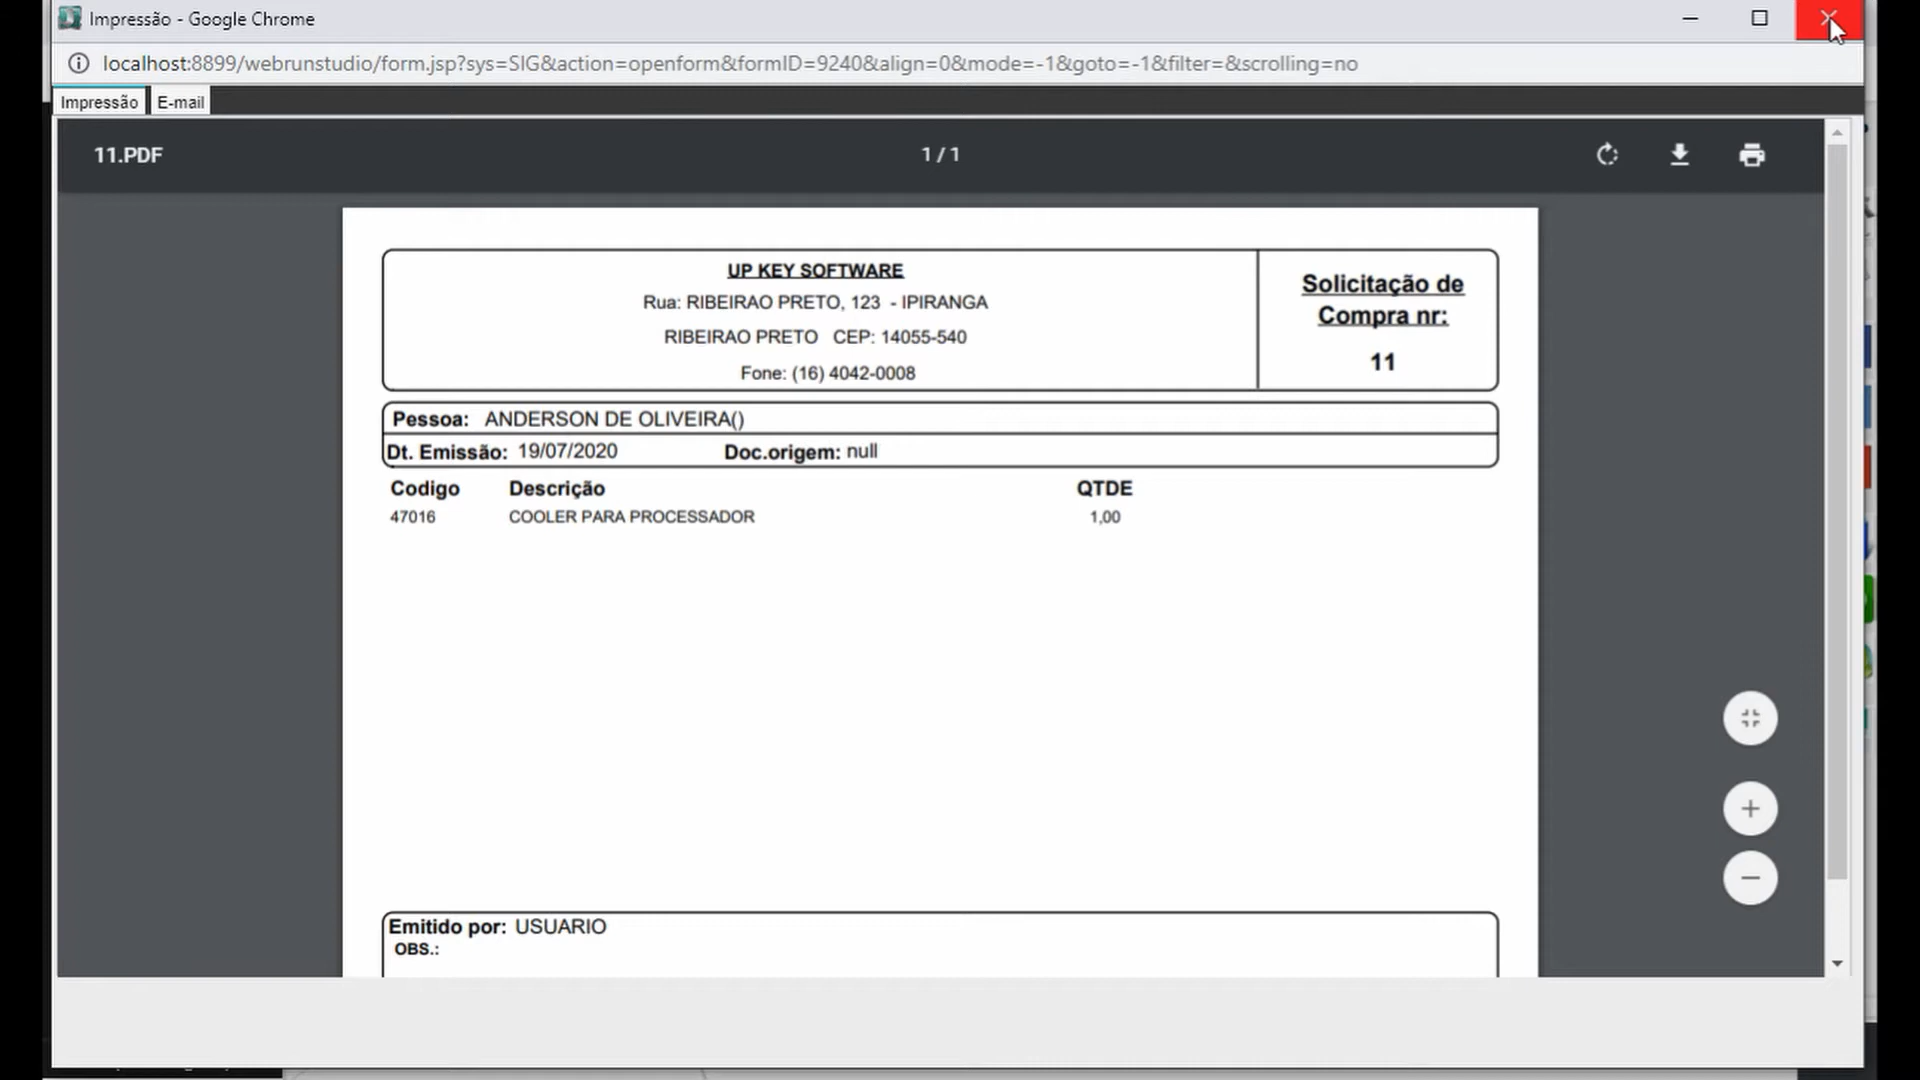 Impressão - Google Chrome
localhost:8899/webrunstudio/form.jsp?sys=SIG&action=openform&formID=9240&align=0&mode=-1&goto=-1&filter=&scrolling=no
Impressão E-mail
11.PDF 1 / 1
UP KEY SOFTWARE
Rua: RIBEIRAO PRETO, 123 - IPIRANGA
RIBEIRAO PRETO CEP: 14055-540
Fone: (16) 4042-0008
Solicitação de
Compra nr:
11
Pessoa: ANDERSON DE OLIVEIRA()
Dt. Emissão: 19/07/2020 Doc.origem: null
Codigo Descrição QTDE
47016 COOLER PARA PROCESSADOR 1,00
Emitido por: USUARIO
OBS.: